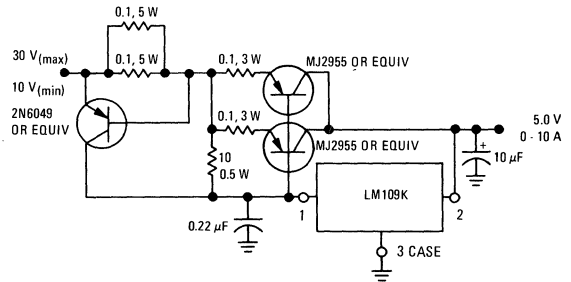 0.1, 5 W
30 V(max)
0.1, 5 W
0.1, 3 W
MJ2955 OR EQUIV
10 V(min)
2N6049
OR EQUIV
0.1, 3 W
5.0 V
0 - 10 A
MJ2955 OR EQUIV
10
0.5 W
+
10 μF
LM109K
1
2
0.22 μF
3 CASE